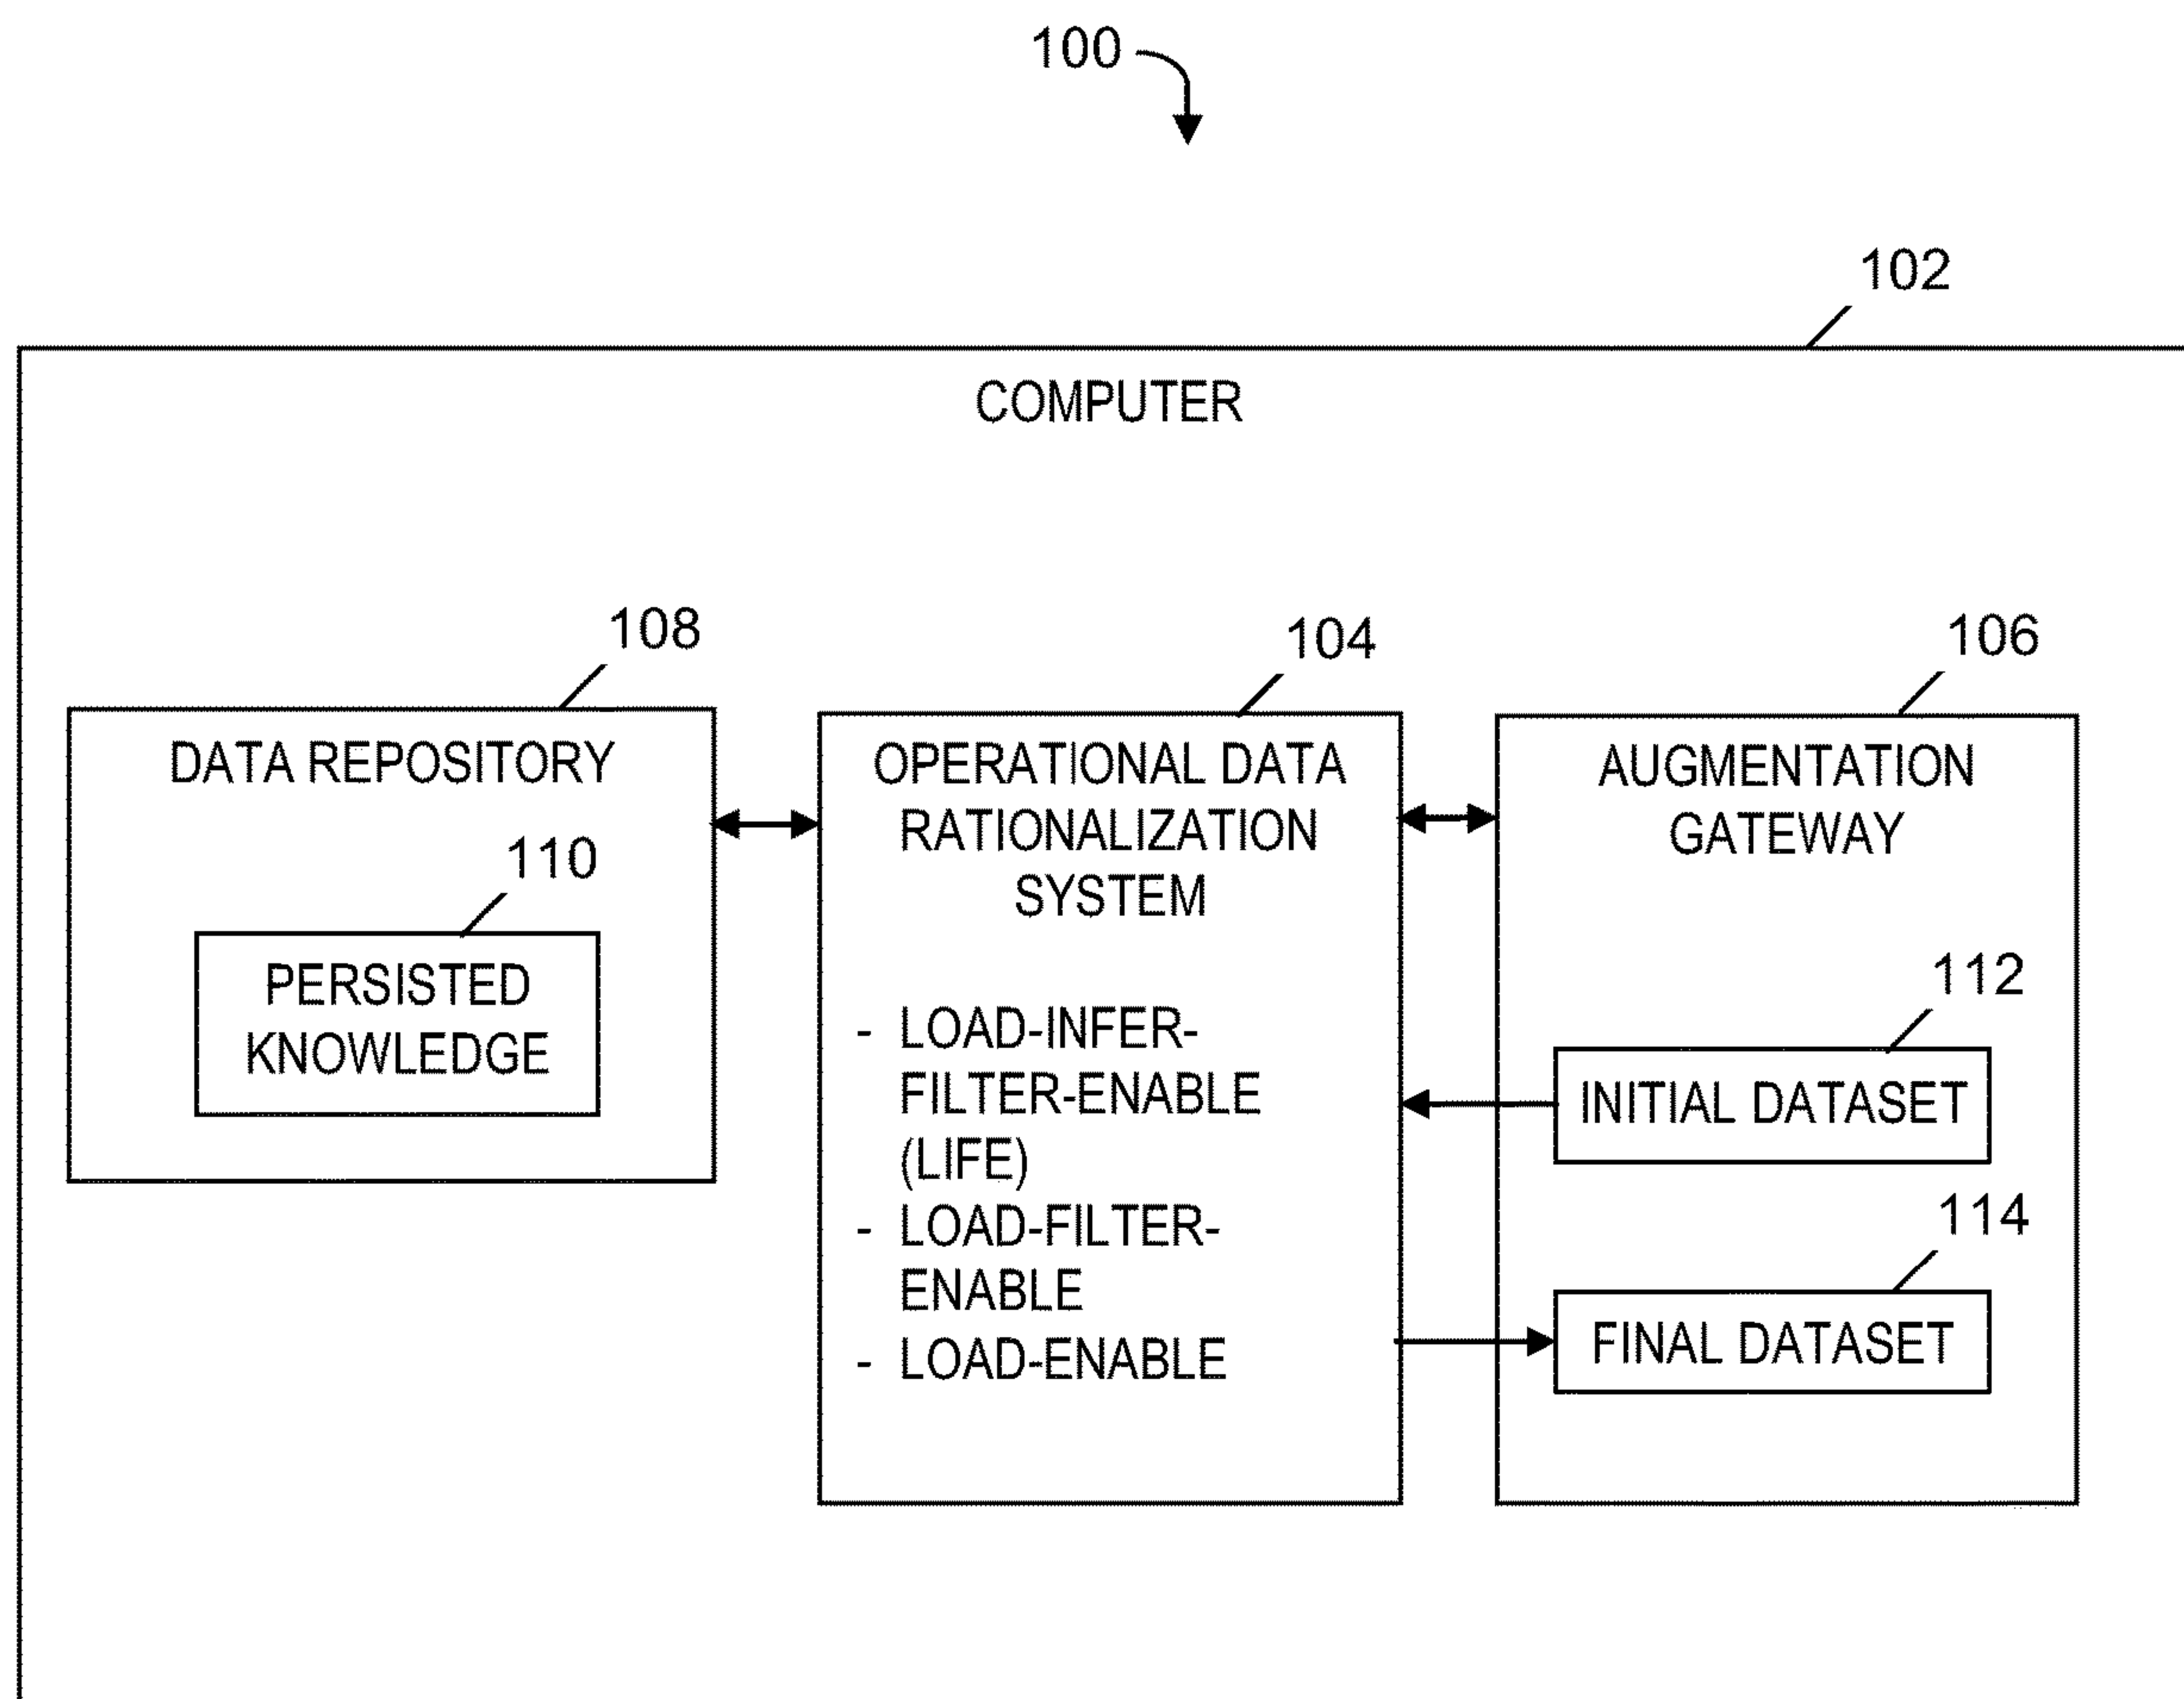 100
102
COMPUTER
108
DATA REPOSITORY
110
PERSISTED
KNOWLEDGE
104
OPERATIONAL DATA
RATIONALIZATION
SYSTEM
- LOAD-INFER-
FILTER-ENABLE
(LIFE)
- LOAD-FILTER-
ENABLE
- LOAD-ENABLE
106
AUGMENTATION
GATEWAY
112
INITIAL DATASET
114
FINAL DATASET